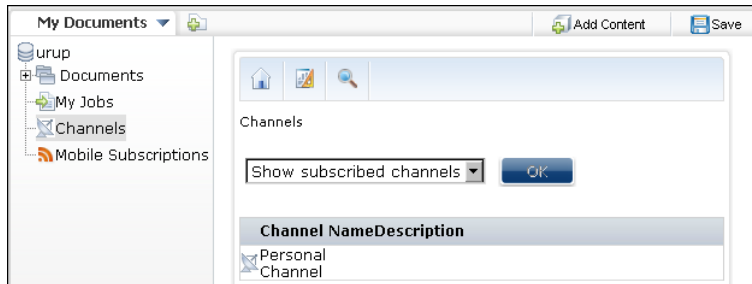 My Documents
Add Content
Save
urup
Documents
My Jobs
Channels
Mobile Subscriptions
Channels
Show subscribed channels
OK
Channel NameDescription
Personal
Channel